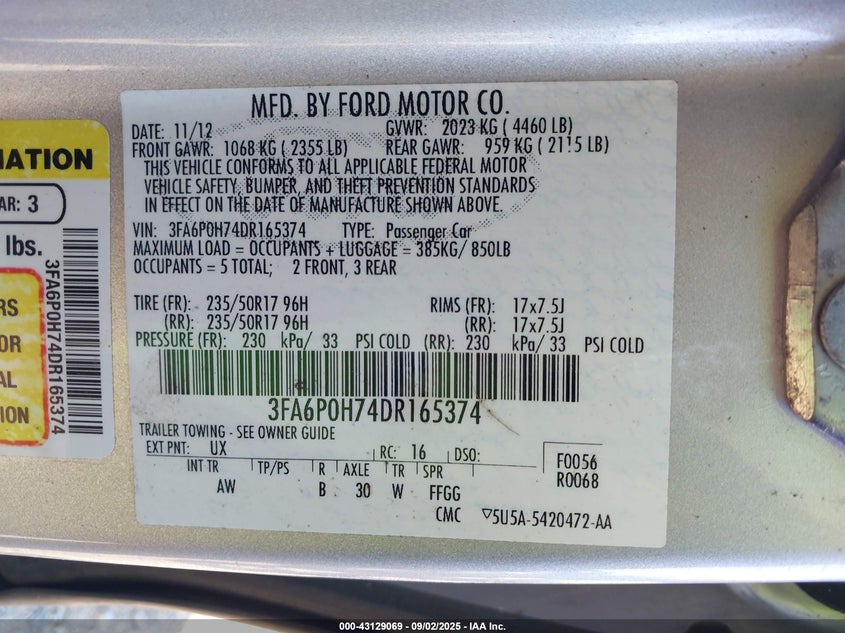 MFD. BY FORD MOTOR CO.
DATE: 11/12 GVWR: 2023 KG ( 4460 LB)
FRONT GAWR: 1068 KG ( 2355 LB) REAR GAWR: 959 KG ( 2115 LB)
THIS VEHICLE CONFORMS TO ALL APPLICABLE FEDERAL MOTOR
VEHICLE SAFETY, BUMPER, AND THEFT PREVENTION STANDARDS
IN EFFECT ON THE DATE OF MANUFACTURE SHOWN ABOVE.
VIN: 3FA6P0H74DR165374 TYPE: Passenger Car
MAXIMUM LOAD = OCCUPANTS + LUGGAGE = 385KG/ 850LB
OCCUPANTS = 5 TOTAL; 2 FRONT, 3 REAR
TIRE (FR): 235/50R17 96H RIMS (FR): 17x7.5J
(RR): 235/50R17 96H (RR): 17x7.5J
PRESSURE (FR): 230 kPa/ 33 PSI COLD (RR): 230 kPa/ 33 PSI COLD
3FA6P0H74DR165374
TRAILER TOWING - SEE OWNER GUIDE
EXT PNT: UX RC: 16 DSO:
INT TR TP/PS R AXLE TR SPR
AW B 30 W FFGG
F0056
R0068
CMC ▽5U5A-5420472-AA
MATION
AR: 3
lbs.
RS
OR
AL
ION
3FA6P0H74DR165374
000-43129069 - 09/02/2025 - IAA Inc.